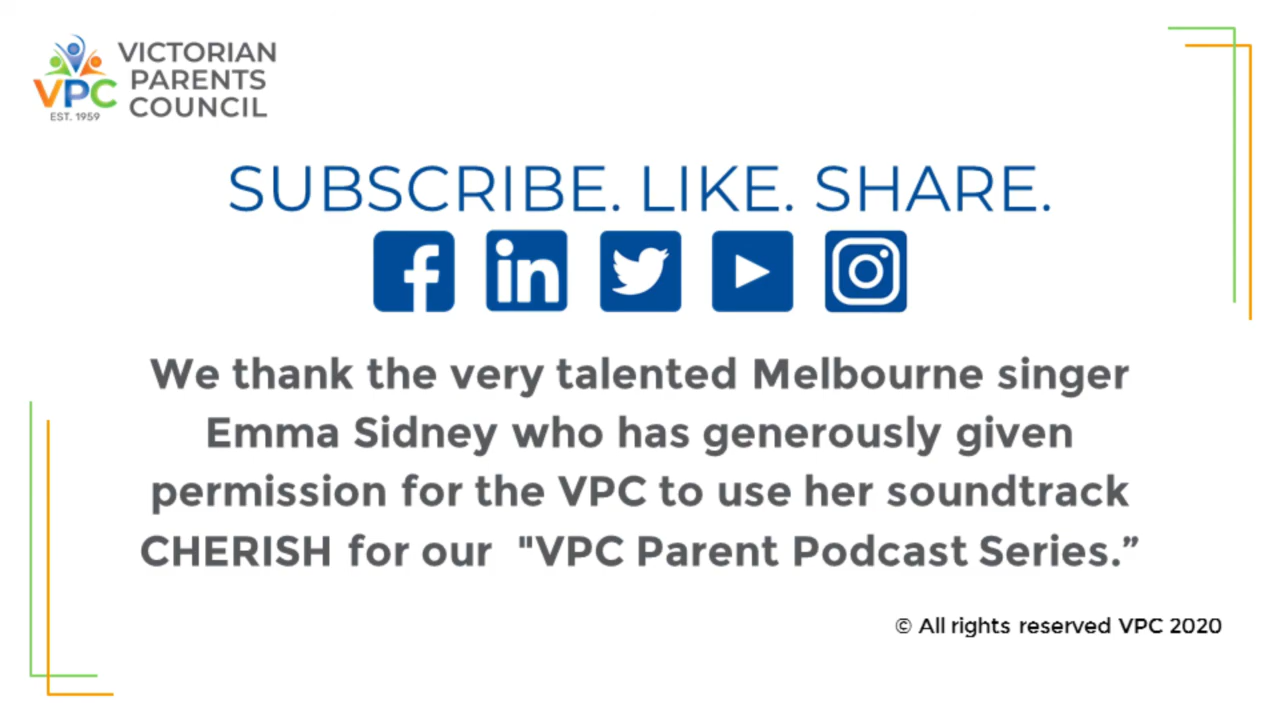 VICTORIAN
PARENTS
COUNCIL
VPC
EST. 1959
SUBSCRIBE. LIKE. SHARE.
We thank the very talented Melbourne singer
Emma Sidney who has generously given
permission for the VPC to use her soundtrack
CHERISH for our "VPC Parent Podcast Series.”
© All rights reserved VPC 2020